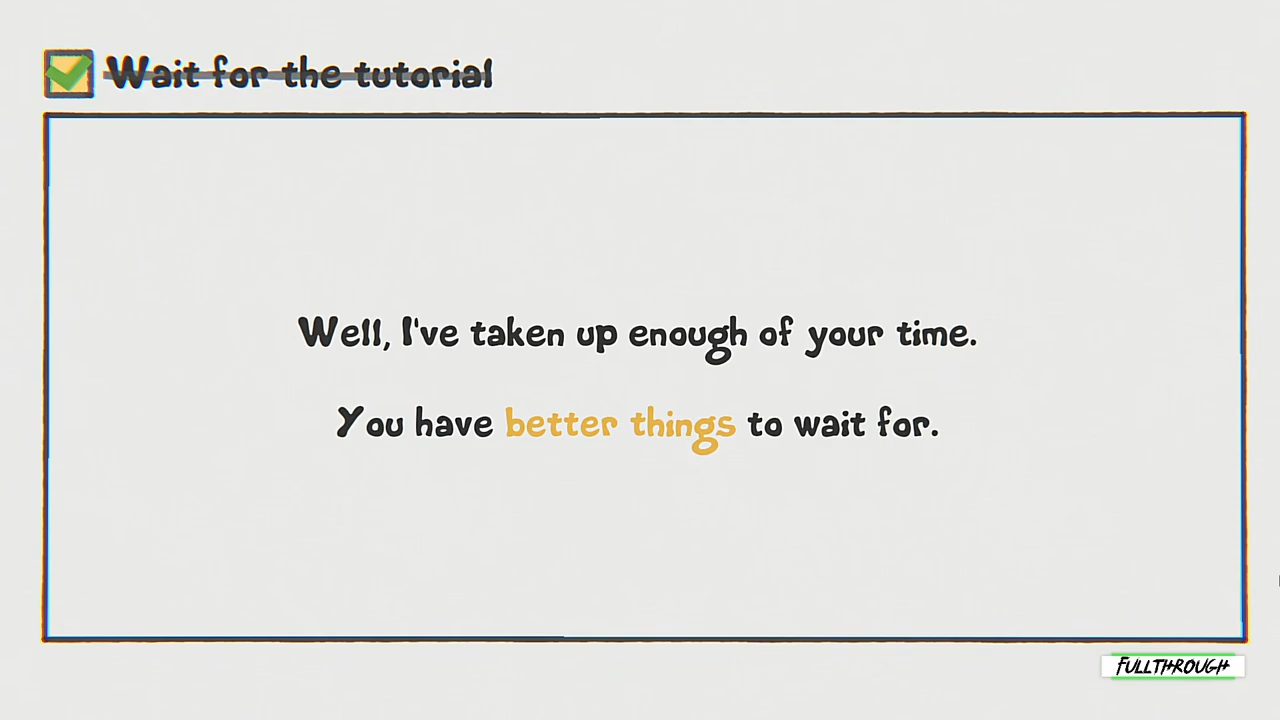 Wait for the tutorial
Well, I've taken up enough of your time.
You have better things to wait for.
FULLTHROUGH